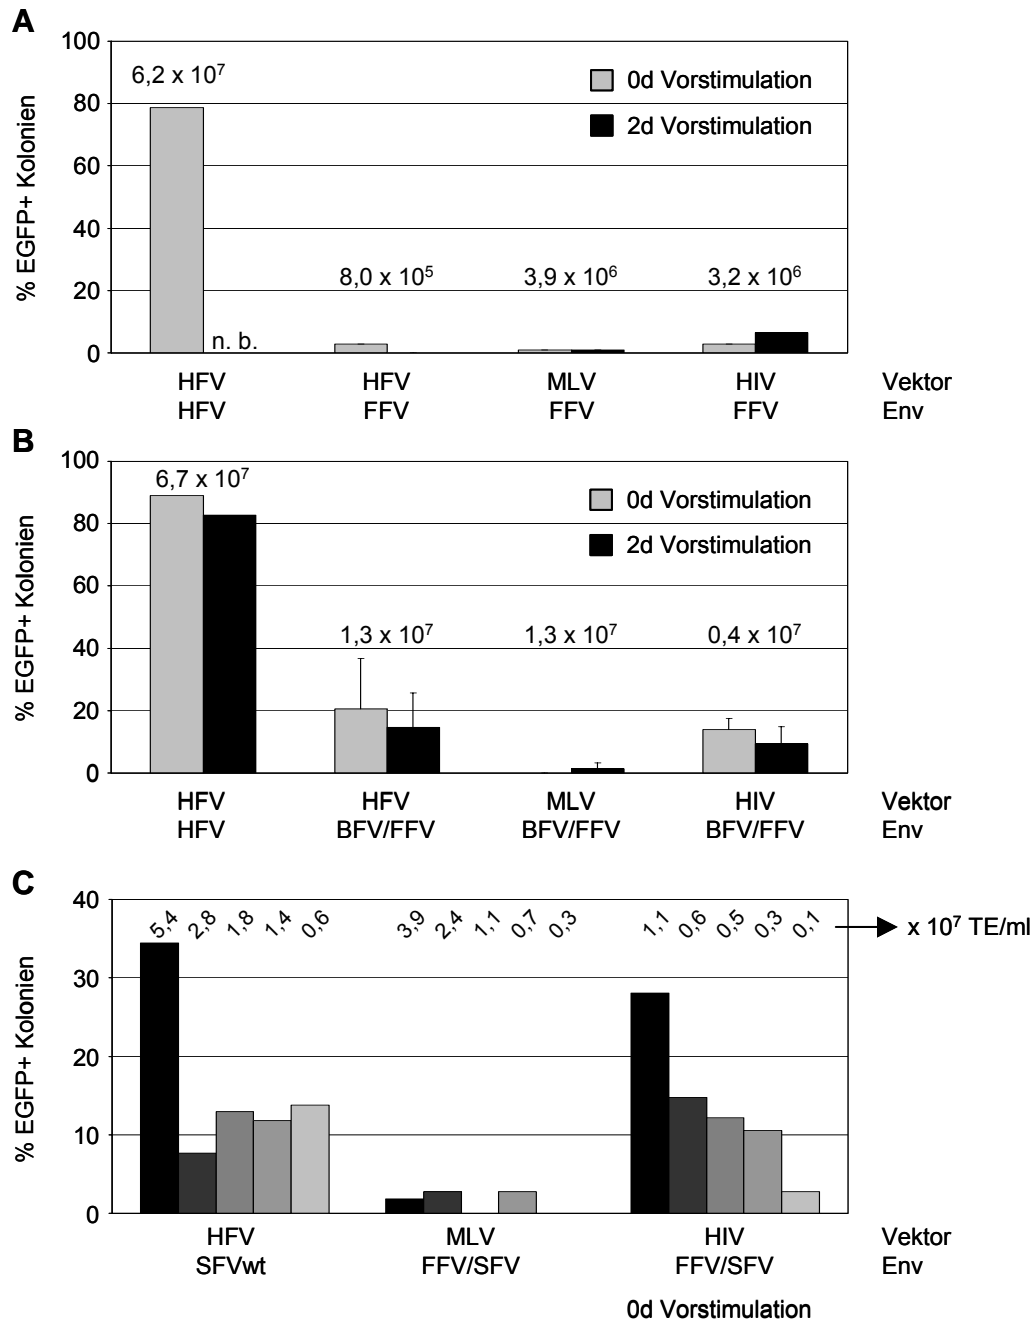 A
% EGFP+ Kolonien
100
80
60
40
20
0
6,2 x 10⁷
n. b.
8,0 x 10⁵
3,9 x 10⁶
3,2 x 10⁶
0d Vorstimulation
2d Vorstimulation
HFV HFV MLV HIV Vektor
HFV FFV FFV FFV Env
B
% EGFP+ Kolonien
100
80
60
40
20
0
6,7 x 10⁷
1,3 x 10⁷
1,3 x 10⁷
0,4 x 10⁷
0d Vorstimulation
2d Vorstimulation
HFV HFV MLV HIV Vektor
HFV BFV/FFV BFV/FFV BFV/FFV Env
C
% EGFP+ Kolonien
40
30
20
10
0
5,4 2,8 1,8 1,4 0,6 3,9 2,4 1,1 0,7 0,3 1,1 0,6 0,5 0,3 0,1 x 10⁷ TE/ml
HFV MLV HIV Vektor
SFVwt FFV/SFV FFV/SFV Env
0d Vorstimulation